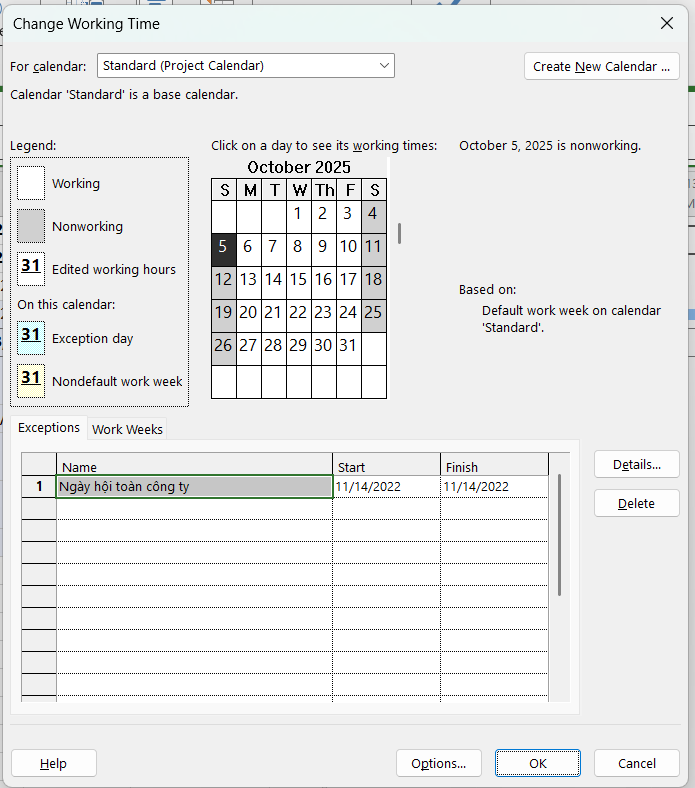 Change Working Time
For calendar: Standard (Project Calendar)
Create New Calendar ...
Calendar 'Standard' is a base calendar.
Legend:
Working
Nonworking
31 Edited working hours
On this calendar:
31 Exception day
31 Nondefault work week
Click on a day to see its working times:
October 2025
S M T W Th F S
1 2 3 4
5 6 7 8 9 10 11
12 13 14 15 16 17 18
19 20 21 22 23 24 25
26 27 28 29 30 31
October 5, 2025 is nonworking.
Based on:
Default work week on calendar
'Standard'.
Exceptions Work Weeks
Name Start Finish
1 Ngày hội toàn công ty 11/14/2022 11/14/2022
Details...
Delete
Help
Options...
OK
Cancel